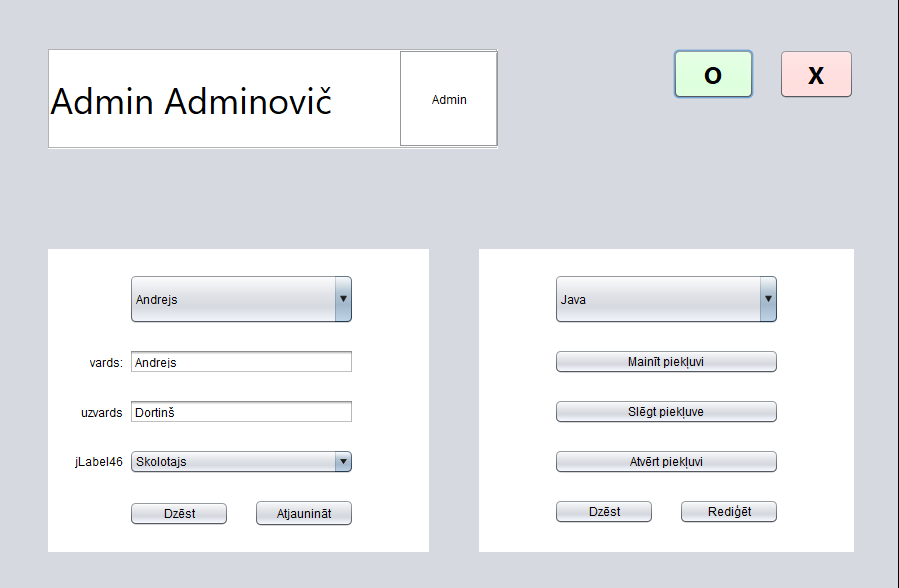 Admin Adminovič
Admin
O
X
Andrejs
vards: Andrejs
uzvards Dortinš
jLabel46 Skolotajs
Dzēst Atjaunināt
Java
Mainīt piekļuvi
Slēgt piekļuve
Atvērt piekļuvi
Dzēst Rediģēt